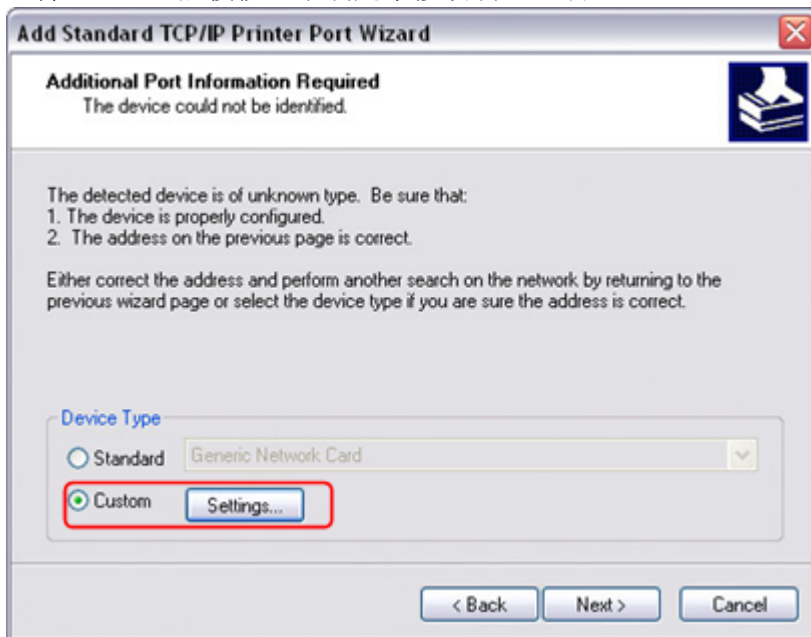 Add Standard TCP/IP Printer Port Wizard
Additional Port Information Required
The device could not be identified.
The detected device is of unknown type. Be sure that:
1. The device is properly configured.
2. The address on the previous page is correct.
Either correct the address and perform another search on the network by returning to the
previous wizard page or select the device type if you are sure the address is correct.
Device Type
Standard
Generic Network Card
Custom
Settings...
< Back
Next >
Cancel